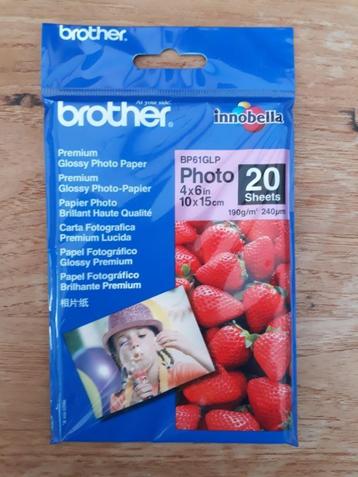 brother.
At your side.
brother.
innobella
Premium
Glossy Photo Paper
Premium
Glossy Photo-Papier
Papier Photo
Brillant Haute Qualité
Carta Fotografica
Premium Lucida
Papel Fotográfico
Glossy Premium
Papel Fotográfico
Brilhante Premium
相片纸
BP61GLP
Photo
4x6in
10x15cm
20
Sheets
190g/m² 240µm